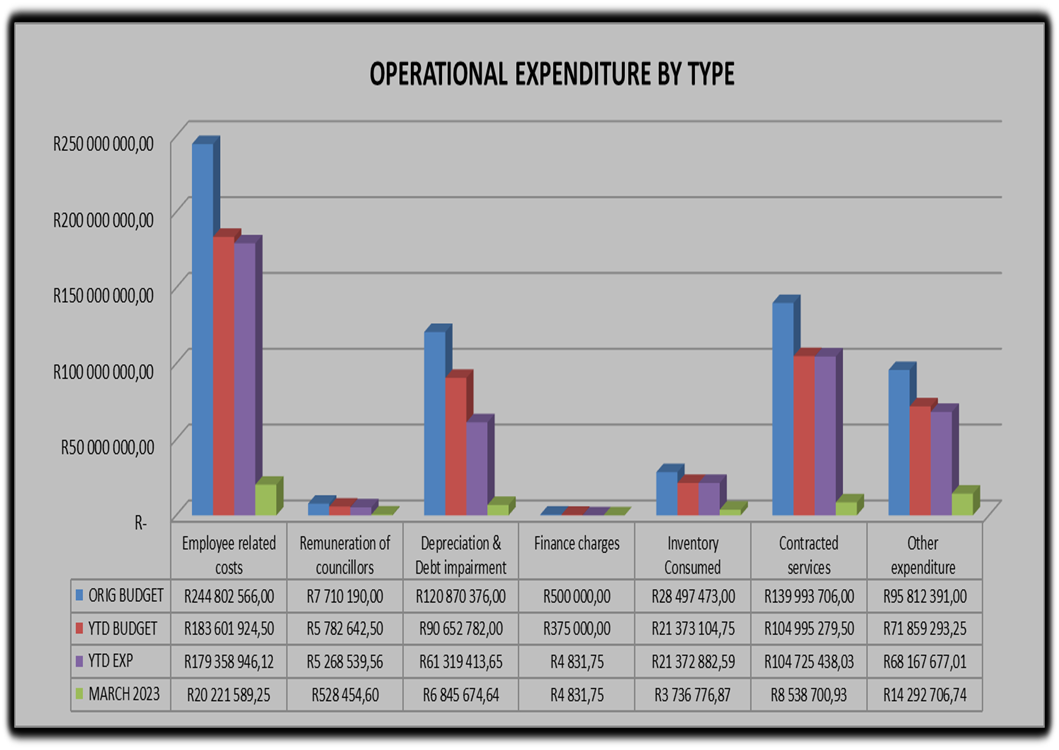 OPERATIONAL EXPENDITURE BY TYPE
R250 000 000,00
R200 000 000,00
R150 000 000,00
R100 000 000,00
R50 000 000,00
R-
Employee related costs
Remuneration of councillors
Depreciation & Debt impairment
Finance charges
Inventory Consumed
Contracted services
Other expenditure
ORIG BUDGET R244 802 566,00 R7 710 190,00 R120 870 376,00 R500 000,00 R28 497 473,00 R139 993 706,00 R95 812 391,00
YTD BUDGET R183 601 924,50 R5 782 642,50 R90 652 782,00 R375 000,00 R21 373 104,75 R104 995 279,50 R71 859 293,25
YTD EXP R179 358 946,12 R5 268 539,56 R61 319 413,65 R4 831,75 R21 372 882,59 R104 725 438,03 R68 167 677,01
MARCH 2023 R20 221 589,25 R528 454,60 R6 845 674,64 R4 831,75 R3 736 776,87 R8 538 700,93 R14 292 706,74